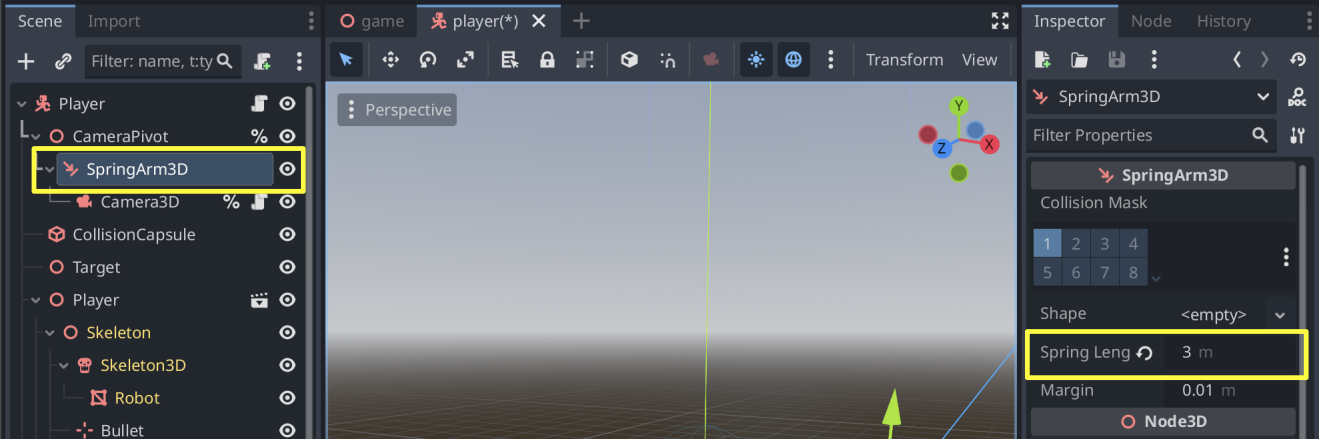 Scene Import
game player(*)
Inspector Node History
Filter: name, t:ty
Transform View
Player
CameraPivot %
SpringArm3D
Camera3D %
CollisionCapsule
Target
Player
Skeleton
Skeleton3D
Robot
Bullet
Perspective
Y
X
Z
SpringArm3D DOC
Filter Properties
SpringArm3D
Collision Mask
1 2 3 4
5 6 7 8
Shape <empty>
Spring Leng 3 m
Margin 0.01 m
Node3D